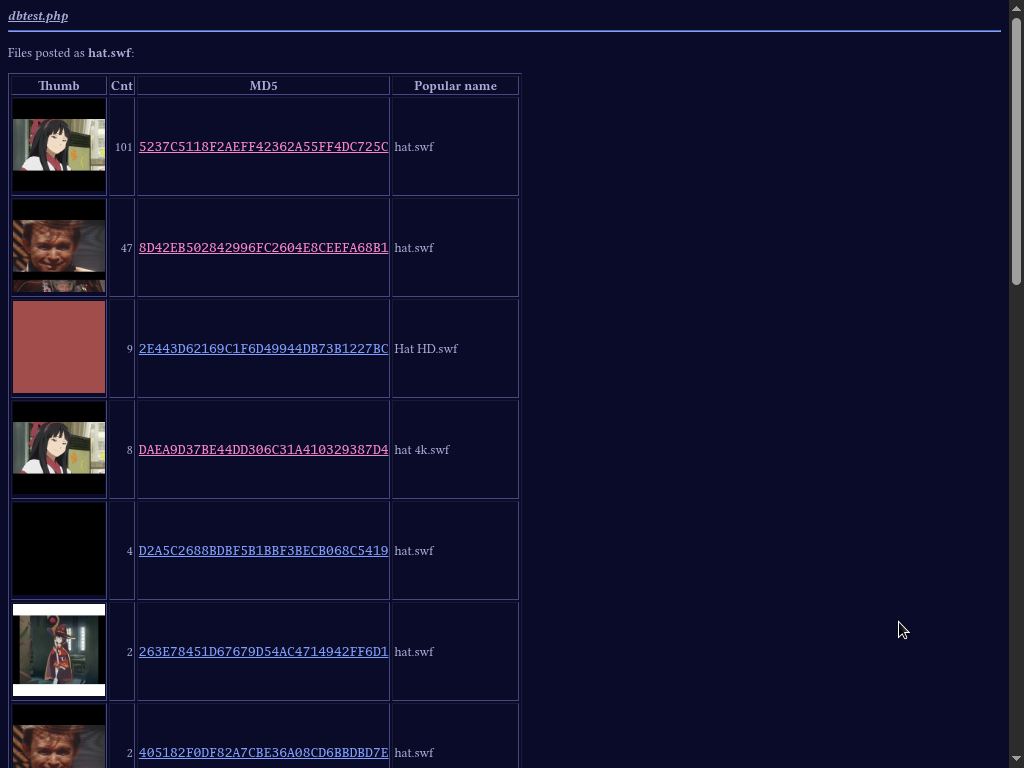 dbtest.php
Files posted as hat.swf:
Thumb Cnt MD5 Popular name
101 5237C5118F2AEFF42362A55FF4DC725C hat.swf
47 8D42EB502842996FC2604E8CEEFA68B1 hat.swf
9 2E443D62169C1F6D49944DB73B1227BC Hat HD.swf
8 DAEA9D37BE44DD306C31A410329387D4 hat 4k.swf
4 D2A5C2688BDBF5B1BBF3BECB068C5419 hat.swf
2 263E78451D67679D54AC4714942FF6D1 hat.swf
2 405182F0DF82A7CBE36A08CD6BBDBD7E hat.swf